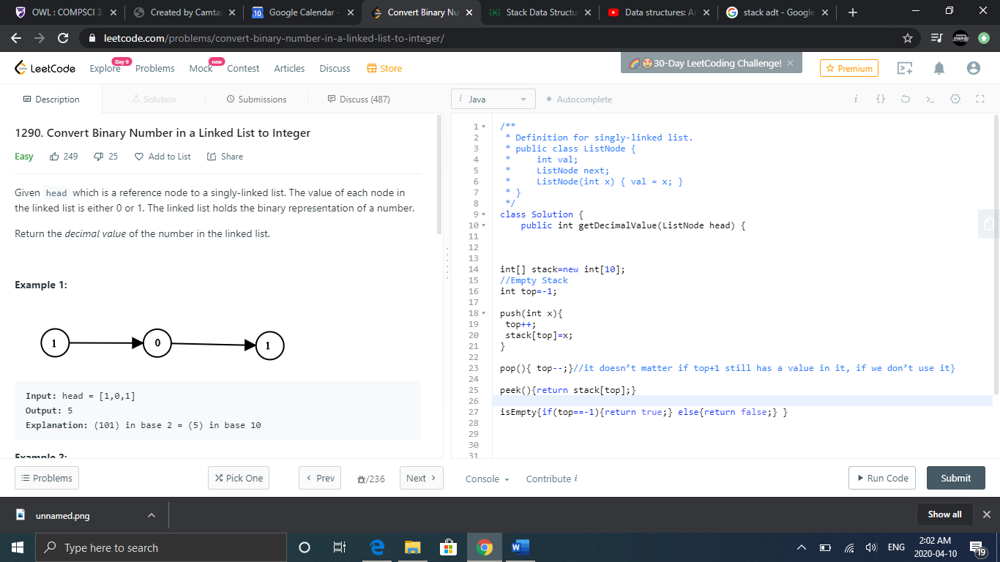 OWL : COMPSCI 3
Created by Camtas
Google Calendar -
Convert Binary Nu
Stack Data Structu
Data structures: Ar
stack adt - Google
leetcode.com/problems/convert-binary-number-in-a-linked-list-to-integer/
LeetCode
Explore Day 9
Problems
Mock new
Contest
Articles
Discuss
Store
30-Day LeetCoding Challenge! ×
Premium
Description
Solution
Submissions
Discuss (487)
i Java
Autocomplete
1290. Convert Binary Number in a Linked List to Integer
Easy 249 25 Add to List Share
Given head which is a reference node to a singly-linked list. The value of each node in
the linked list is either 0 or 1. The linked list holds the binary representation of a number.
Return the decimal value of the number in the linked list.
Example 1:
1 0 1
Input: head = [1,0,1]
Output: 5
Explanation: (101) in base 2 = (5) in base 10
Example 2:
1 /**
2 * Definition for singly-linked list.
3 * public class ListNode {
4 *     int val;
5 *     ListNode next;
6 *     ListNode(int x) { val = x; }
7 * }
8 */
9 class Solution {
10     public int getDecimalValue(ListNode head) {
11
12
13
14 int[] stack=new int[10];
15 //Empty Stack
16 int top=-1;
17
18 push(int x){
19  top++;
20  stack[top]=x;
21 }
22
23 pop(){ top--;}//it doesn’t matter if top+1 still has a value in it, if we don’t use it}
24
25 peek(){return stack[top];}
26
27 isEmpty{if(top==-1){return true;} else{return false;} }
28
29
30
31
Problems
Pick One
Prev
/236
Next
Console
Contribute i
Run Code
Submit
unnamed.png
Show all
Type here to search
ENG
2:02 AM
2020-04-10
19